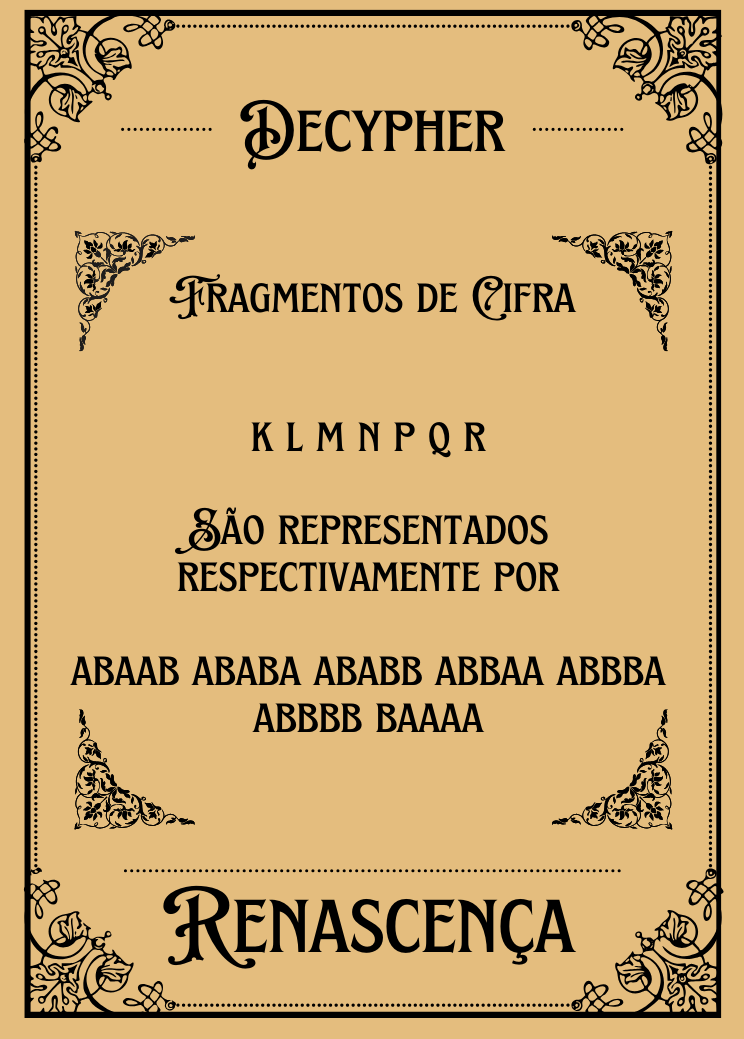 Decypher
Fragmentos de Cifra
K L M N P Q R
São representados
respectivamente por
ABAAB ABABA ABABB ABBAA ABBBA
ABBBB BAAAA
Renascença